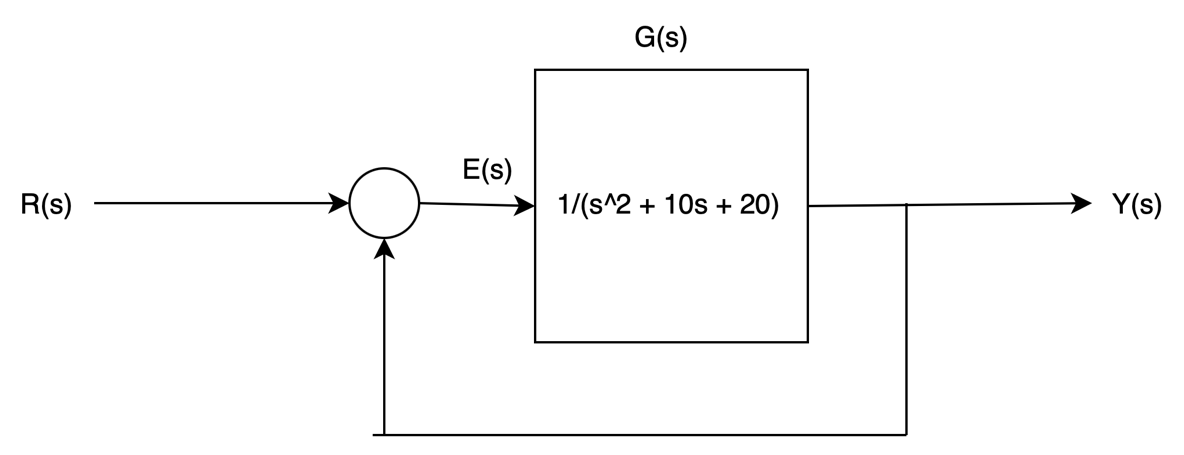 G(s)
E(s)
R(s)
1/(s^2 + 10s + 20)
Y(s)